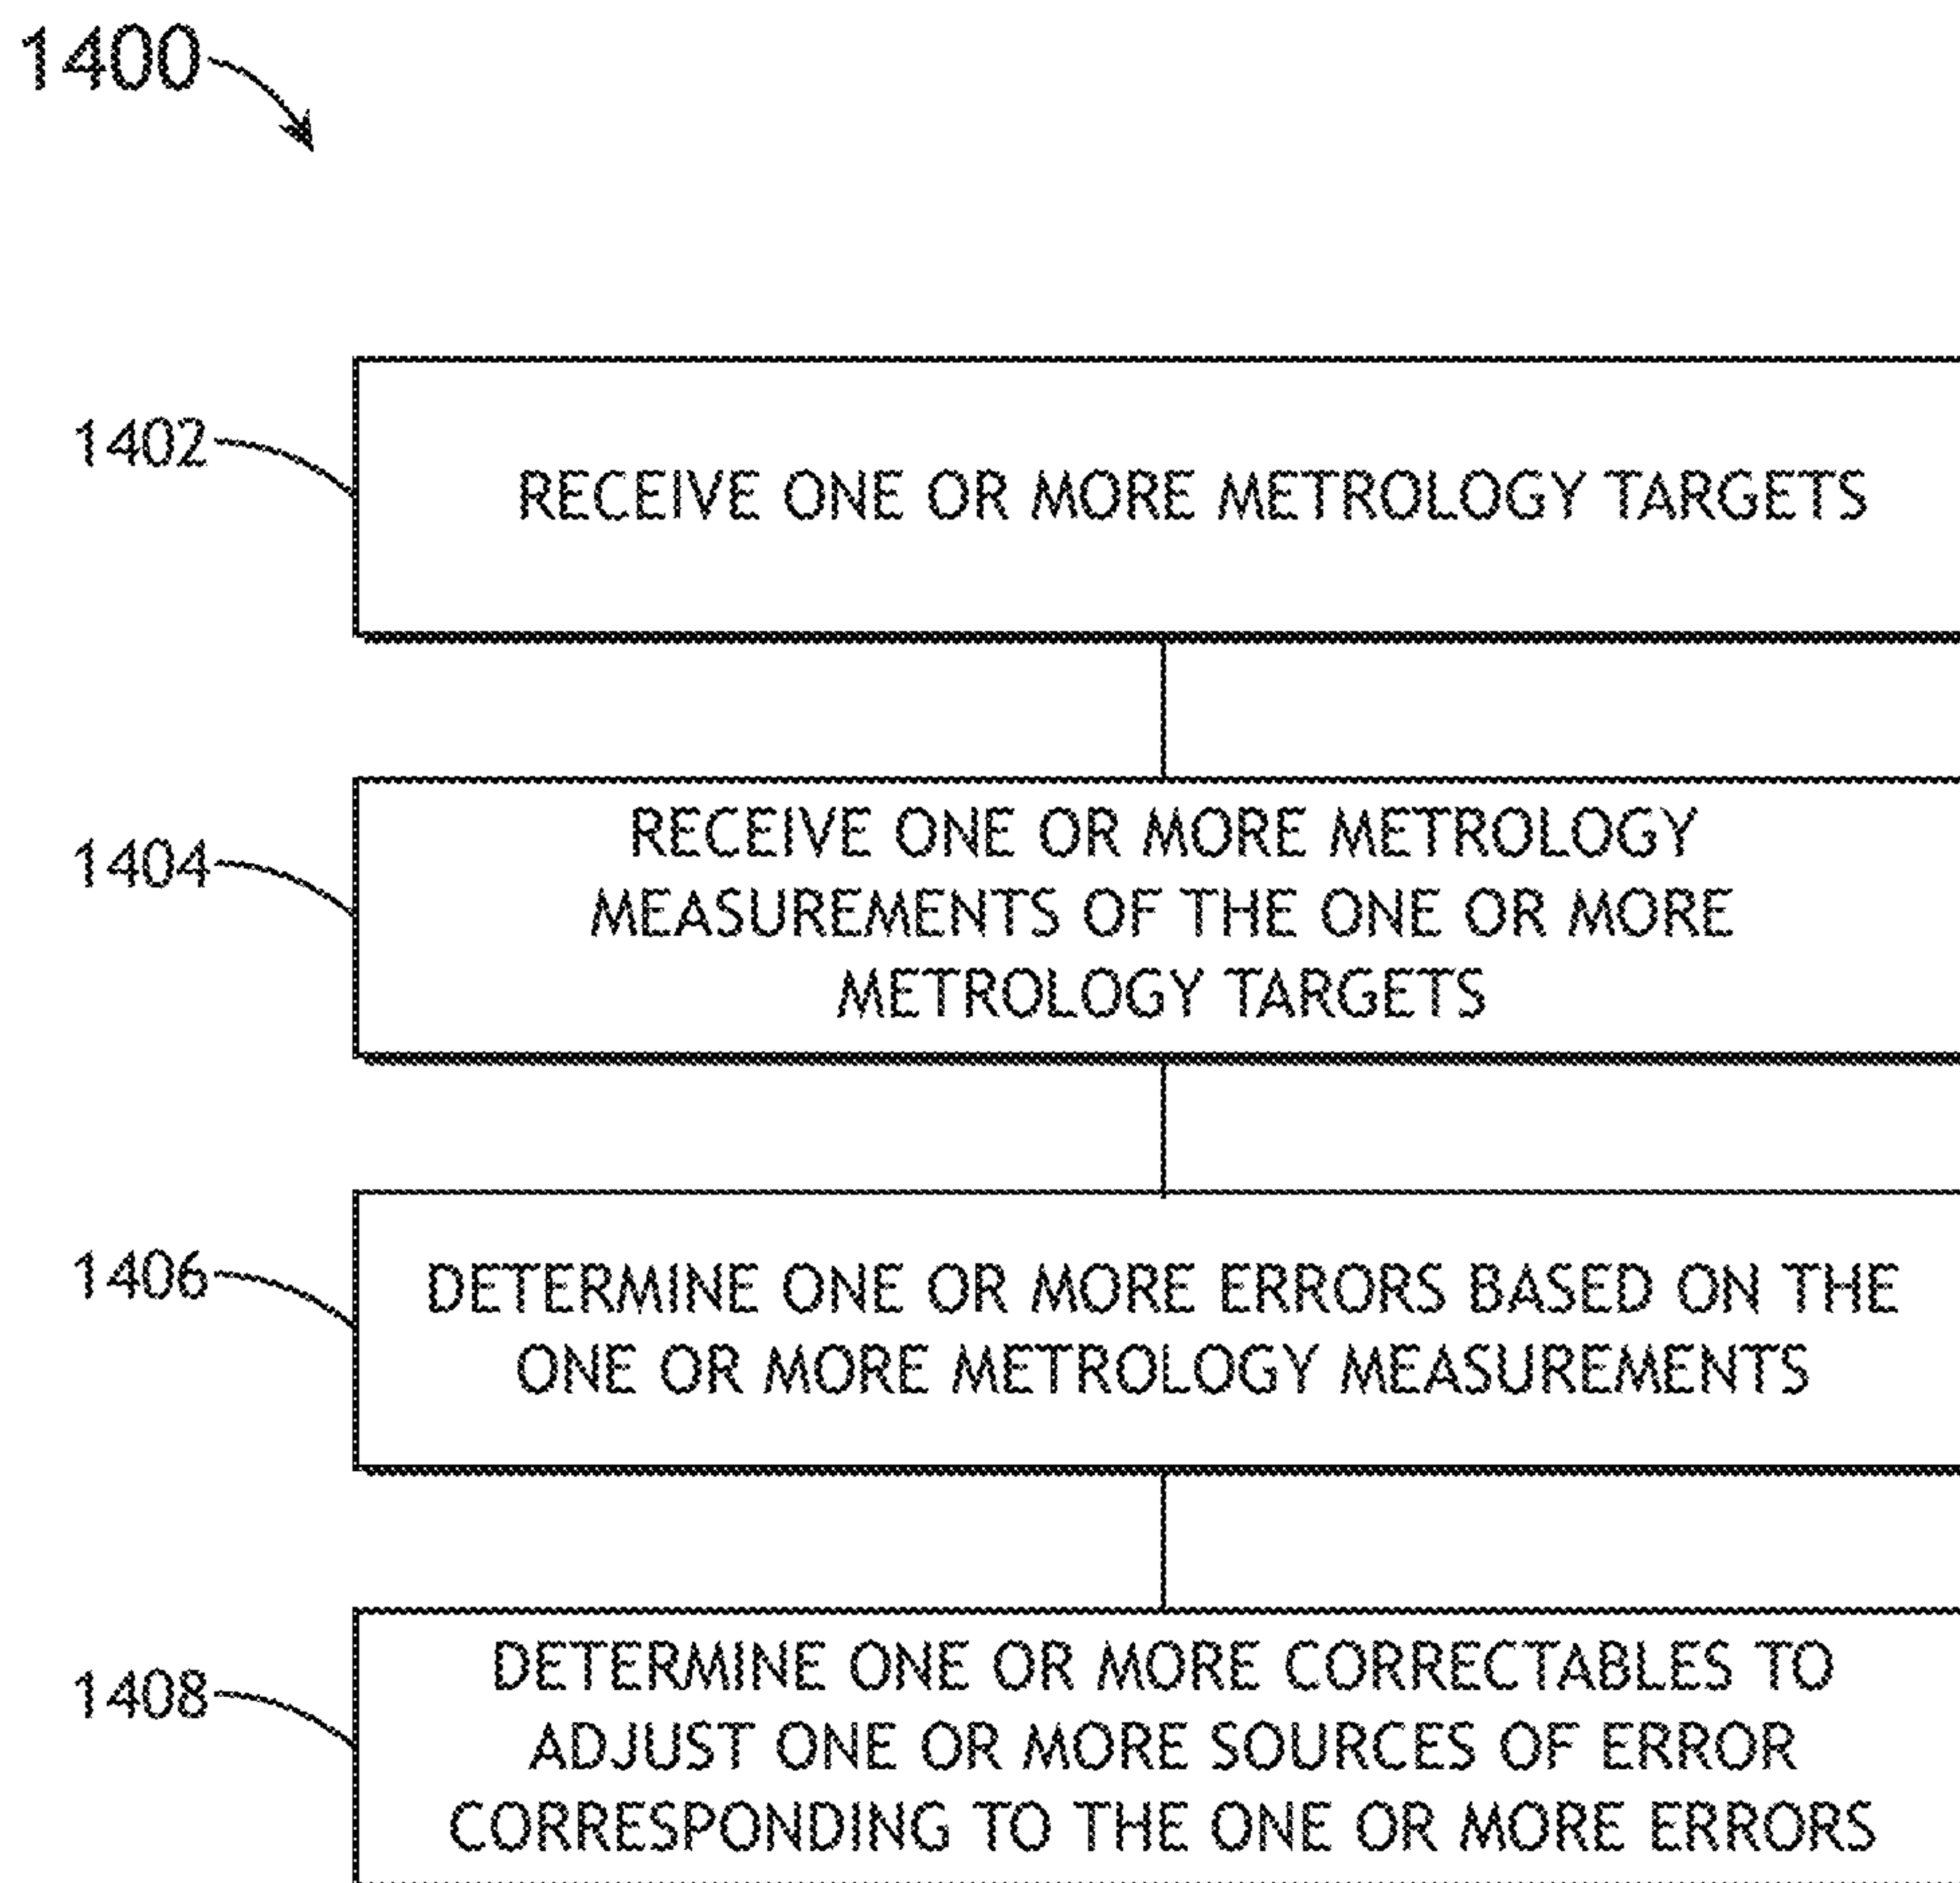 1400
1402
RECEIVE ONE OR MORE METROLOGY TARGETS
1404
RECEIVE ONE OR MORE METROLOGY
MEASUREMENTS OF THE ONE OR MORE
METROLOGY TARGETS
1406
DETERMINE ONE OR MORE ERRORS BASED ON THE
ONE OR MORE METROLOGY MEASUREMENTS
1408
DETERMINE ONE OR MORE CORRECTABLES TO
ADJUST ONE OR MORE SOURCES OF ERROR
CORRESPONDING TO THE ONE OR MORE ERRORS